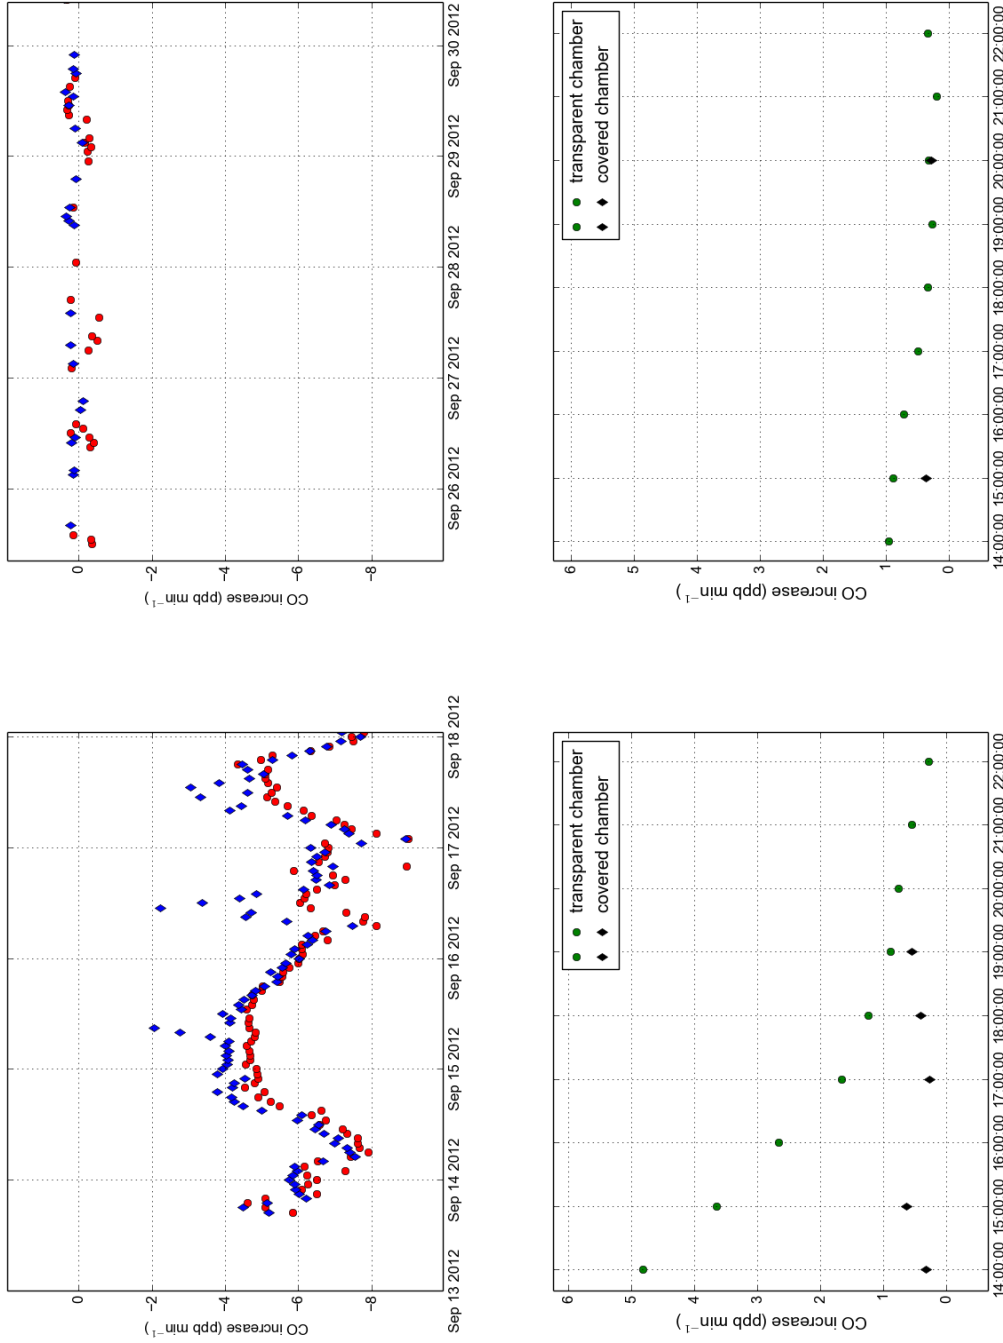 CO increase (ppb min⁻¹)
0
−2
−4
−6
−8
Sep 13 2012
Sep 14 2012
Sep 15 2012
Sep 16 2012
Sep 17 2012
Sep 18 2012
CO increase (ppb min⁻¹)
0
−2
−4
−6
−8
Sep 26 2012
Sep 27 2012
Sep 28 2012
Sep 29 2012
Sep 30 2012
CO increase (ppb min⁻¹)
6
5
4
3
2
1
0
transparent chamber
covered chamber
14:00:00
15:00:00
16:00:00
17:00:00
18:00:00
19:00:00
20:00:00
21:00:00
22:00:00
CO increase (ppb min⁻¹)
6
5
4
3
2
1
0
transparent chamber
covered chamber
14:00:00
15:00:00
16:00:00
17:00:00
18:00:00
19:00:00
20:00:00
21:00:00
22:00:00